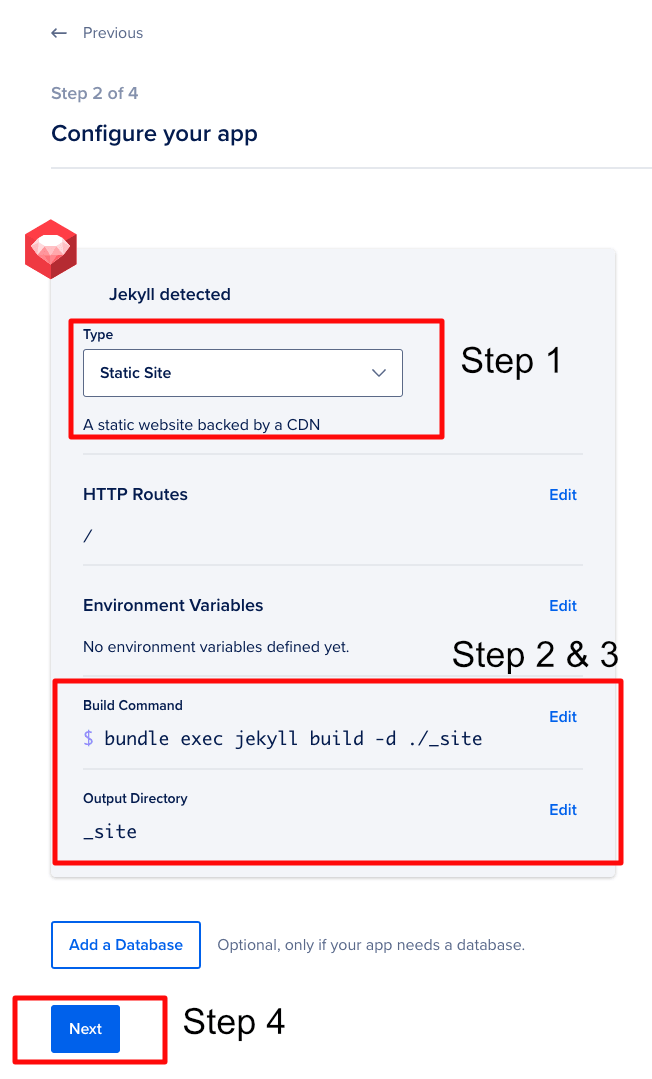 ← Previous
Step 2 of 4
Configure your app
Jekyll detected
Type
Static Site
Step 1
A static website backed by a CDN
HTTP Routes
Edit
/
Environment Variables
Edit
No environment variables defined yet.
Step 2 & 3
Build Command
Edit
$ bundle exec jekyll build -d ./_site
Output Directory
Edit
_site
Add a Database
Optional, only if your app needs a database.
Next
Step 4